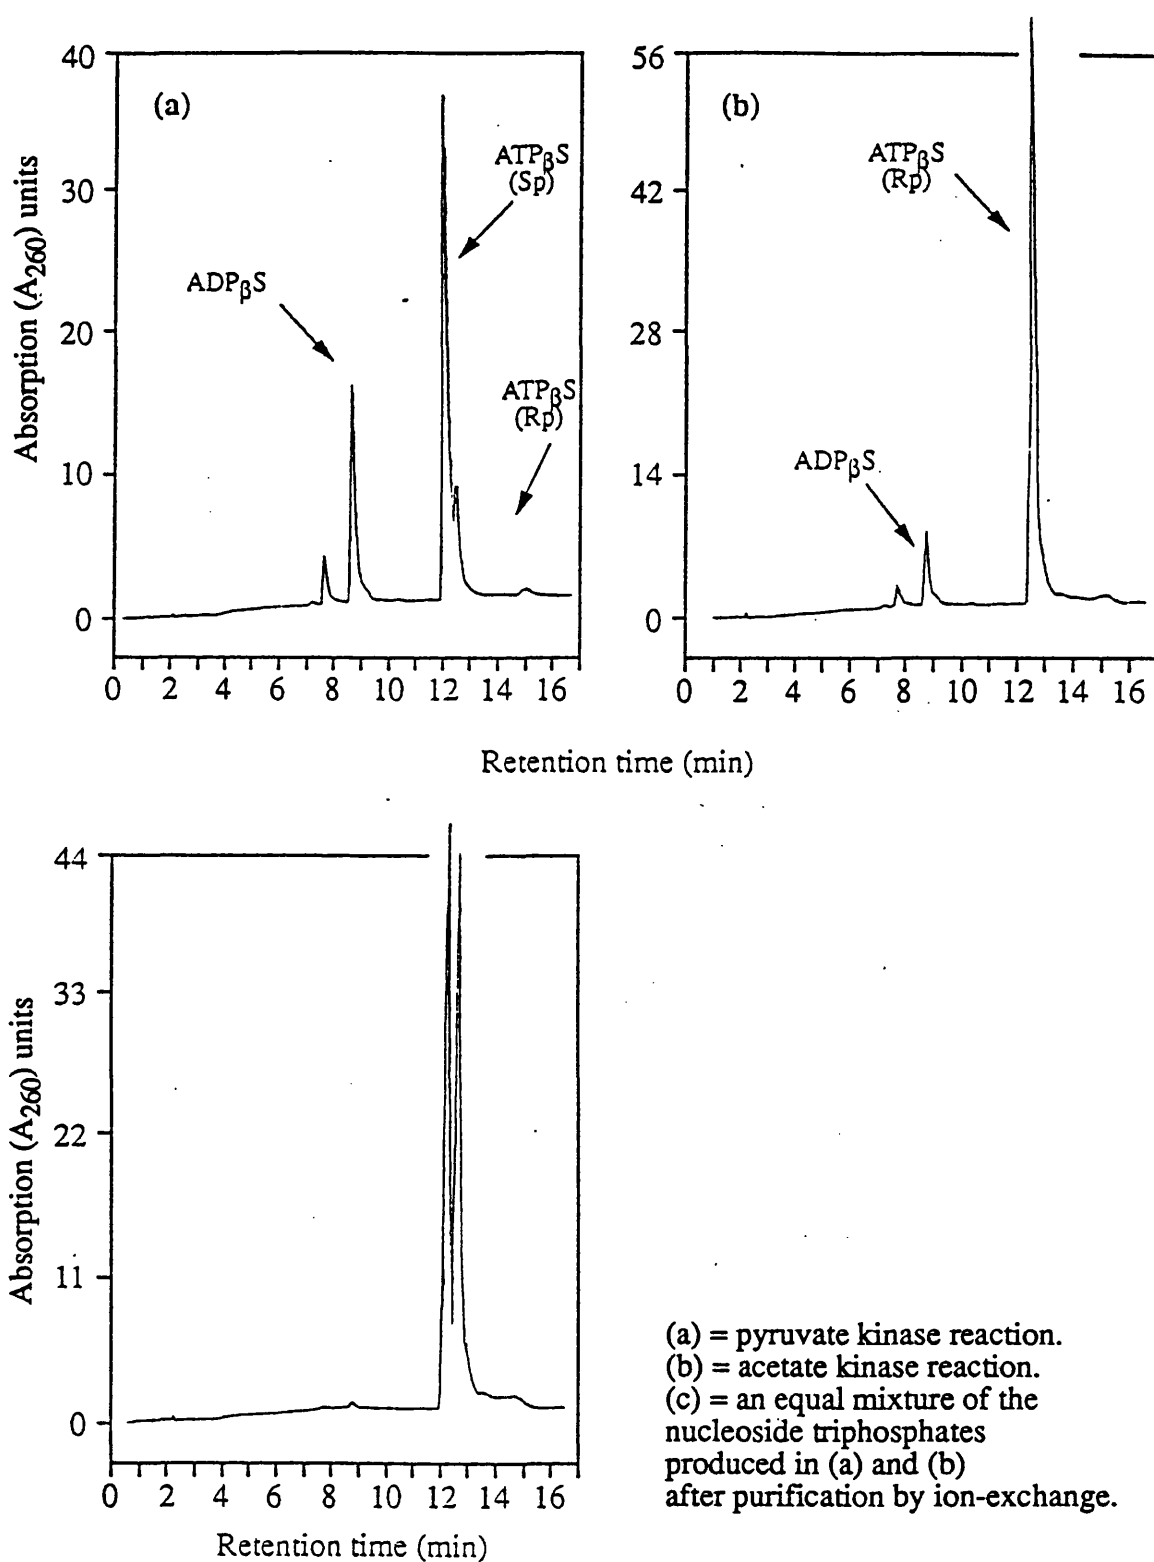 (a)
40
30
20
10
0
Absorption (A260) units
ADPβS
ATPβS
(Sp)
ATPβS
(Rp)
0 2 4 6 8 10 12 14 16
(b)
56
42
28
14
0
ATPβS
(Rp)
ADPβS
0 2 4 6 8 10 12 14 16
Retention time (min)
44
33
22
11
0
Absorption (A260) units
0 2 4 6 8 10 12 14 16
Retention time (min)
(a) = pyruvate kinase reaction.
(b) = acetate kinase reaction.
(c) = an equal mixture of the
nucleoside triphosphates
produced in (a) and (b)
after purification by ion-exchange.